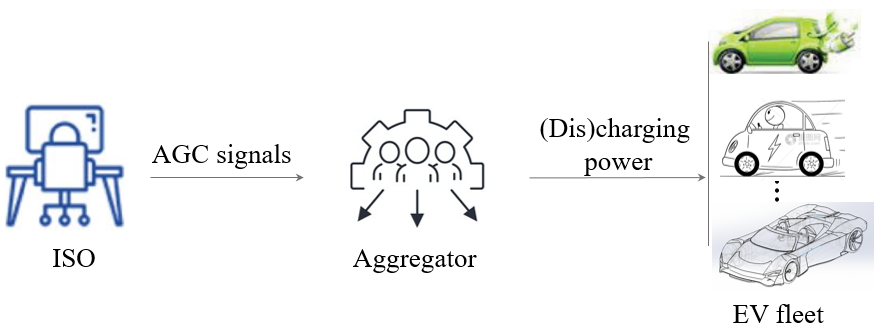 AGC signals
(Dis)charging
power
ISO
Aggregator
EV fleet